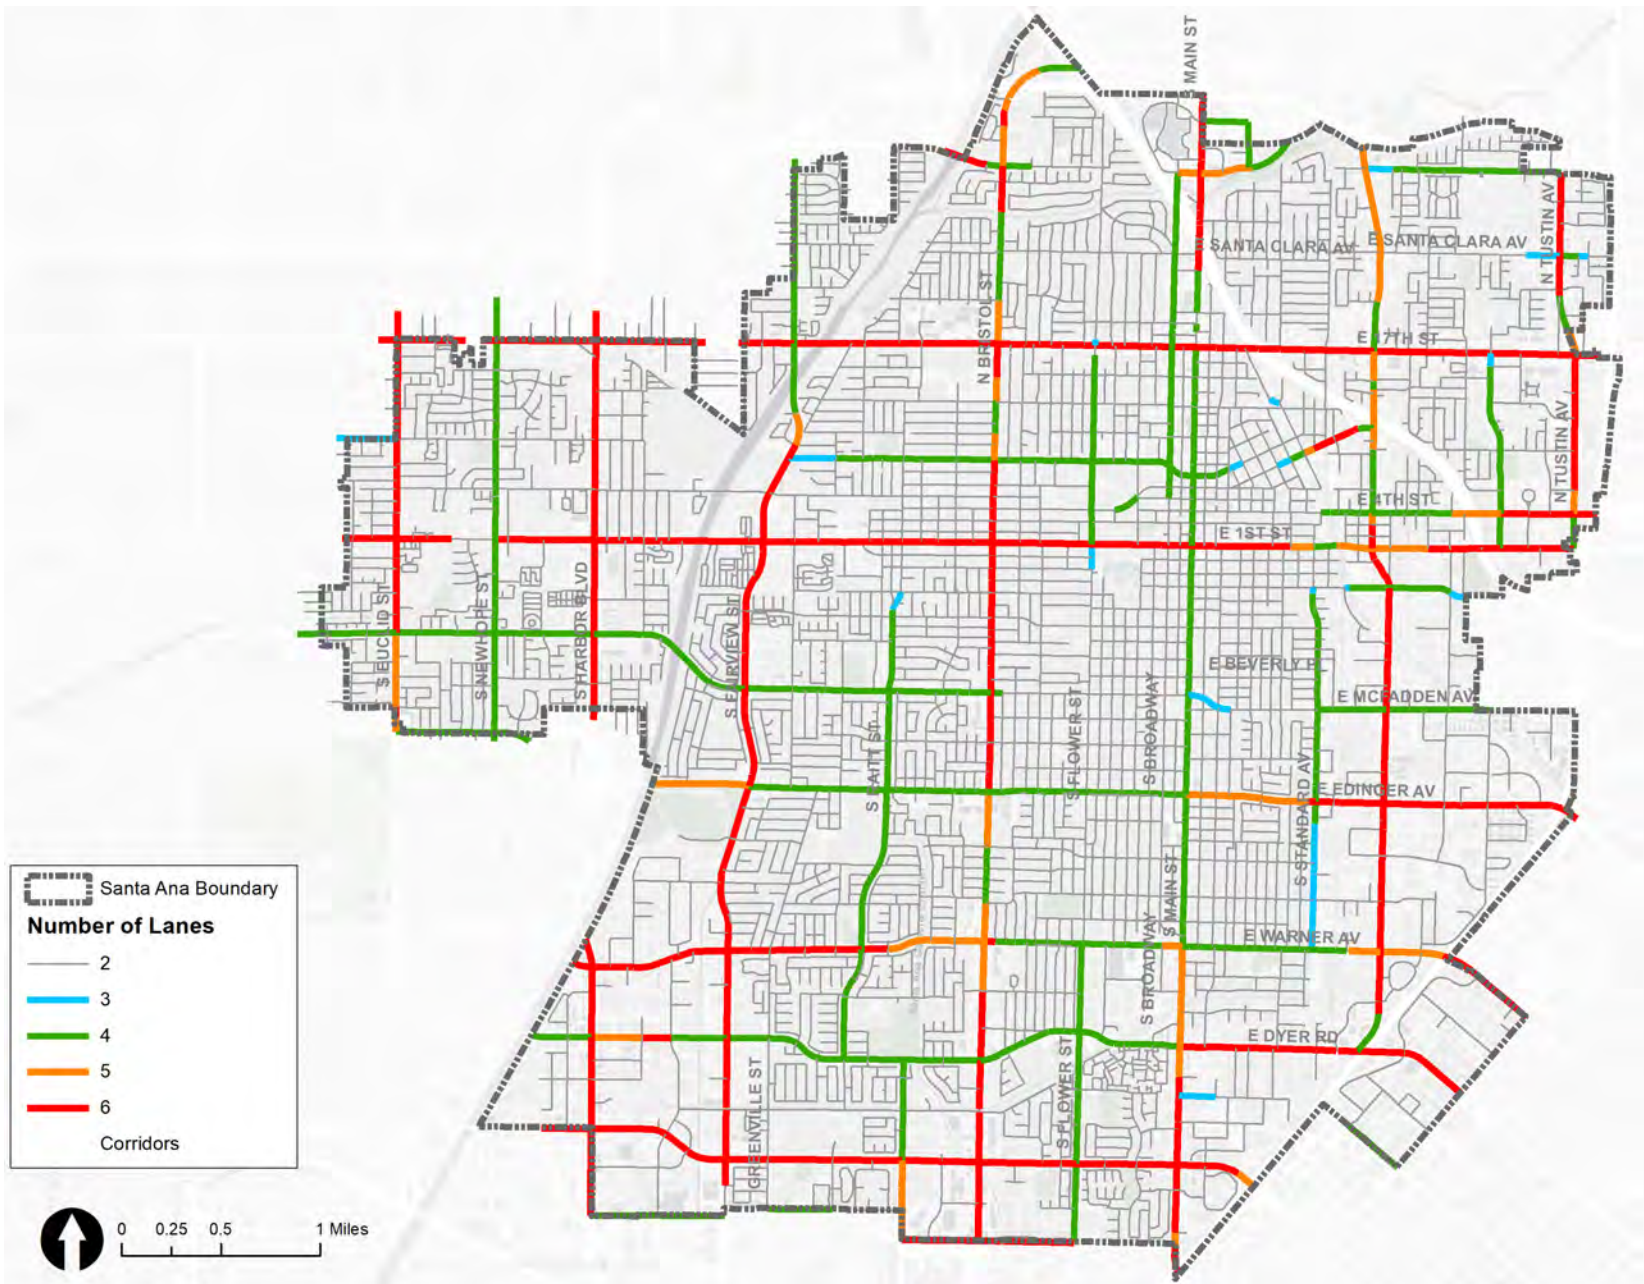 S MAIN ST
N TUSTIN AV
E SANTA CLARA AV
E SANTA CLARA AV
N BRISTOL ST
E 17TH ST
N TUSTIN AV
E 4TH ST
E 1ST ST
S EUCLID ST
S NEWHOPE ST
S HARBOR BLVD
S FAIRVIEW ST
E BEVERLY PL
E MCFADDEN AV
S FLOWER ST
S BROADWAY
S RAITT ST
S STANDARD AV
E EDINGER AV
S MAIN ST
E WARNER AV
S BROADWAY
E DYER RD
S FLOWER ST
GREENVILLE ST
Santa Ana Boundary
Number of Lanes
2
3
4
5
6
Corridors
0 0.25 0.5 1 Miles